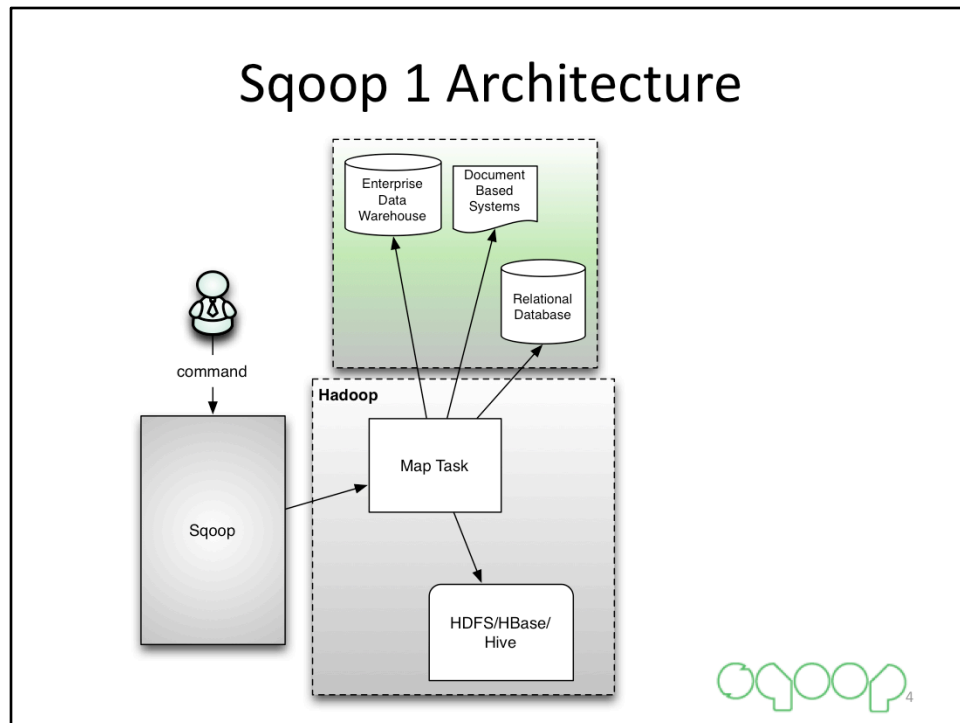 Sqoop 1 Architecture
Enterprise
Data
Warehouse
Document
Based
Systems
Relational
Database
command
Hadoop
Map Task
Sqoop
HDFS/HBase/
Hive
sqoop
4